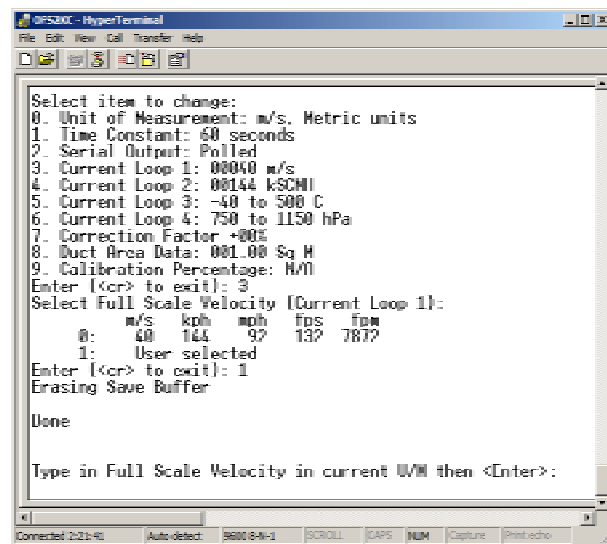 OFS2XC - HyperTerminal
File Edit View Call Transfer Help
Select item to change:
0. Unit of Measurement: m/s, Metric units
1. Time Constant: 60 seconds
2. Serial Output: Polled
3. Current Loop 1: 00040 m/s
4. Current Loop 2: 00144 kSCMH
5. Current Loop 3: -40 to 500 C
6. Current Loop 4: 750 to 1150 hPa
7. Correction Factor +00%
8. Duct Area Data: 001.00 Sq M
9. Calibration Percentage: N/A
Enter (<cr> to exit): 3
Select Full Scale Velocity (Current Loop 1):
m/s kph mph fps fpm
0: 40 144 92 132 7872
1: User selected
Enter (<cr> to exit): 1
Erasing Save Buffer
Done
Type in Full Scale Velocity in current U/M then <Enter>:
Connected 2:21:41 Auto detect 9600 8-N-1 SCROLL CAPS NUM Capture Print echo